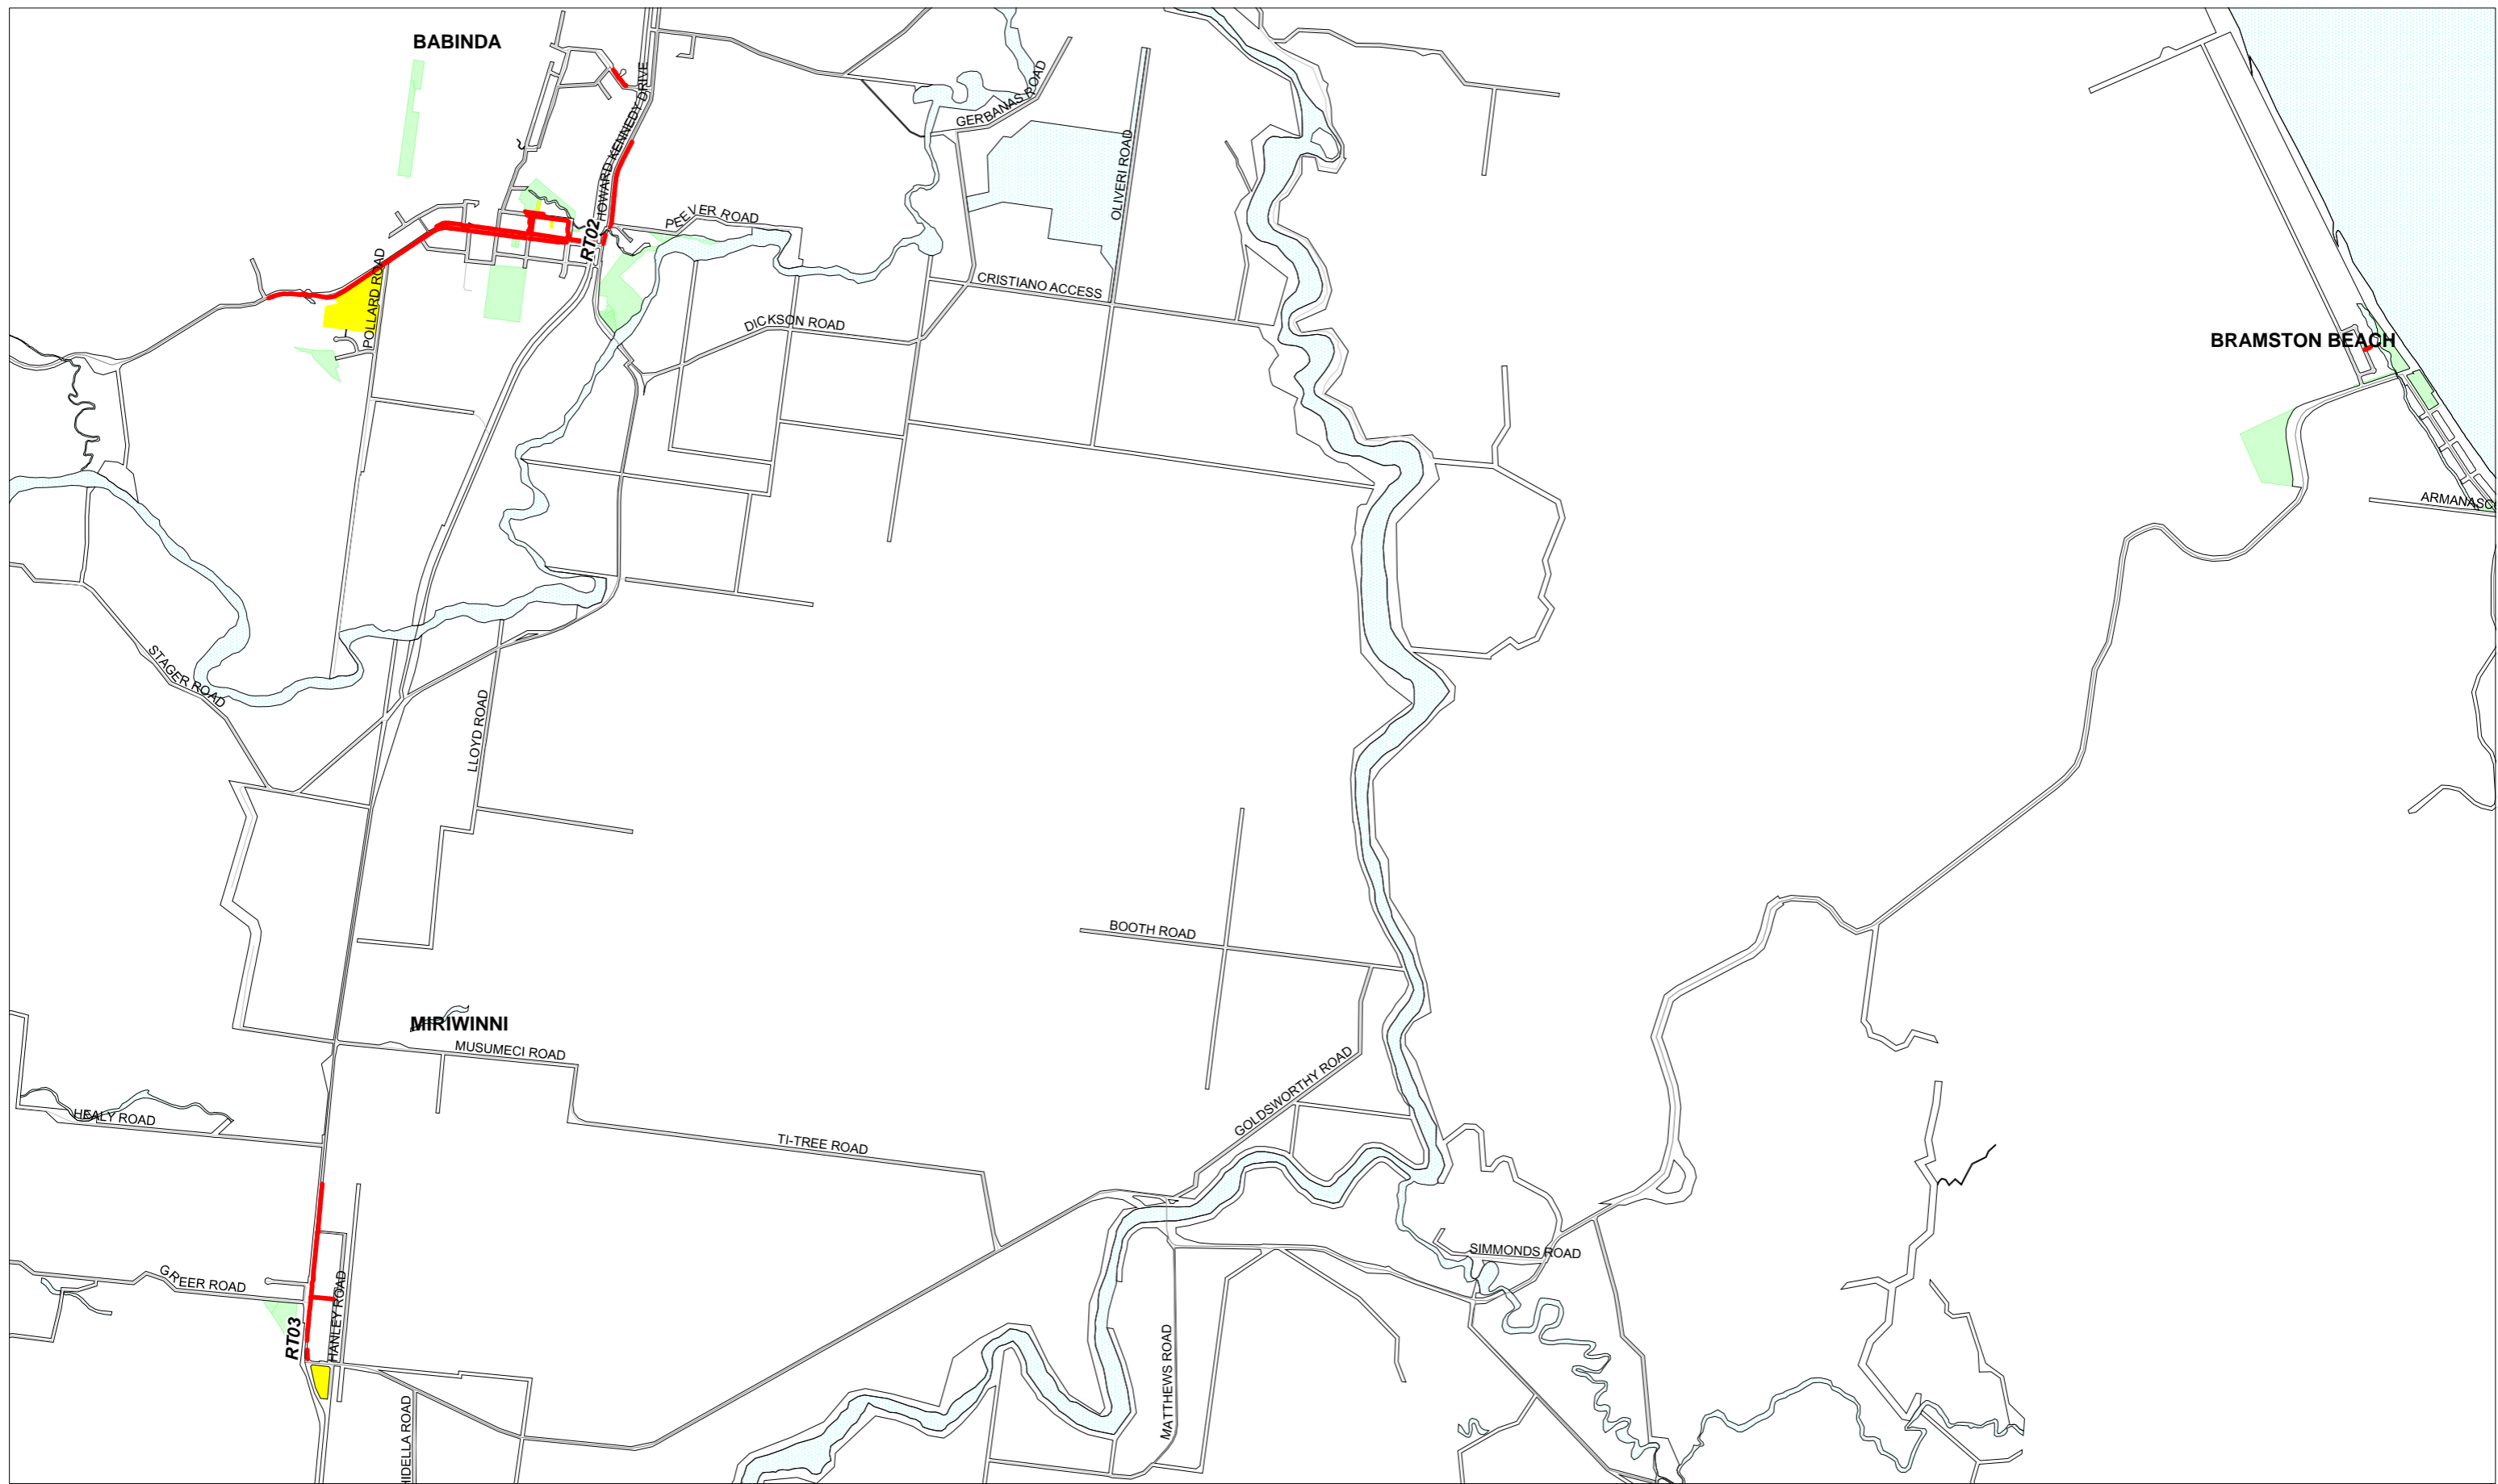 BABINDA
HOWARD KENNEDY DRIVE
GERBANAS ROAD
OLIVERI ROAD
PEEVER ROAD
RT02
POLLARD ROAD
CRISTIANO ACCESS
DICKSON ROAD
BRAMSTON BEACH
ARMANASC
STAGER ROAD
LLOYD ROAD
BOOTH ROAD
MIRIWINNI
MUSUMECI ROAD
GOLDSWORTHY ROAD
HEALY ROAD
TI-TREE ROAD
SIMMONDS ROAD
GREER ROAD
HANLEY ROAD
RT03
MATTHEWS ROAD
HIDELLA ROAD